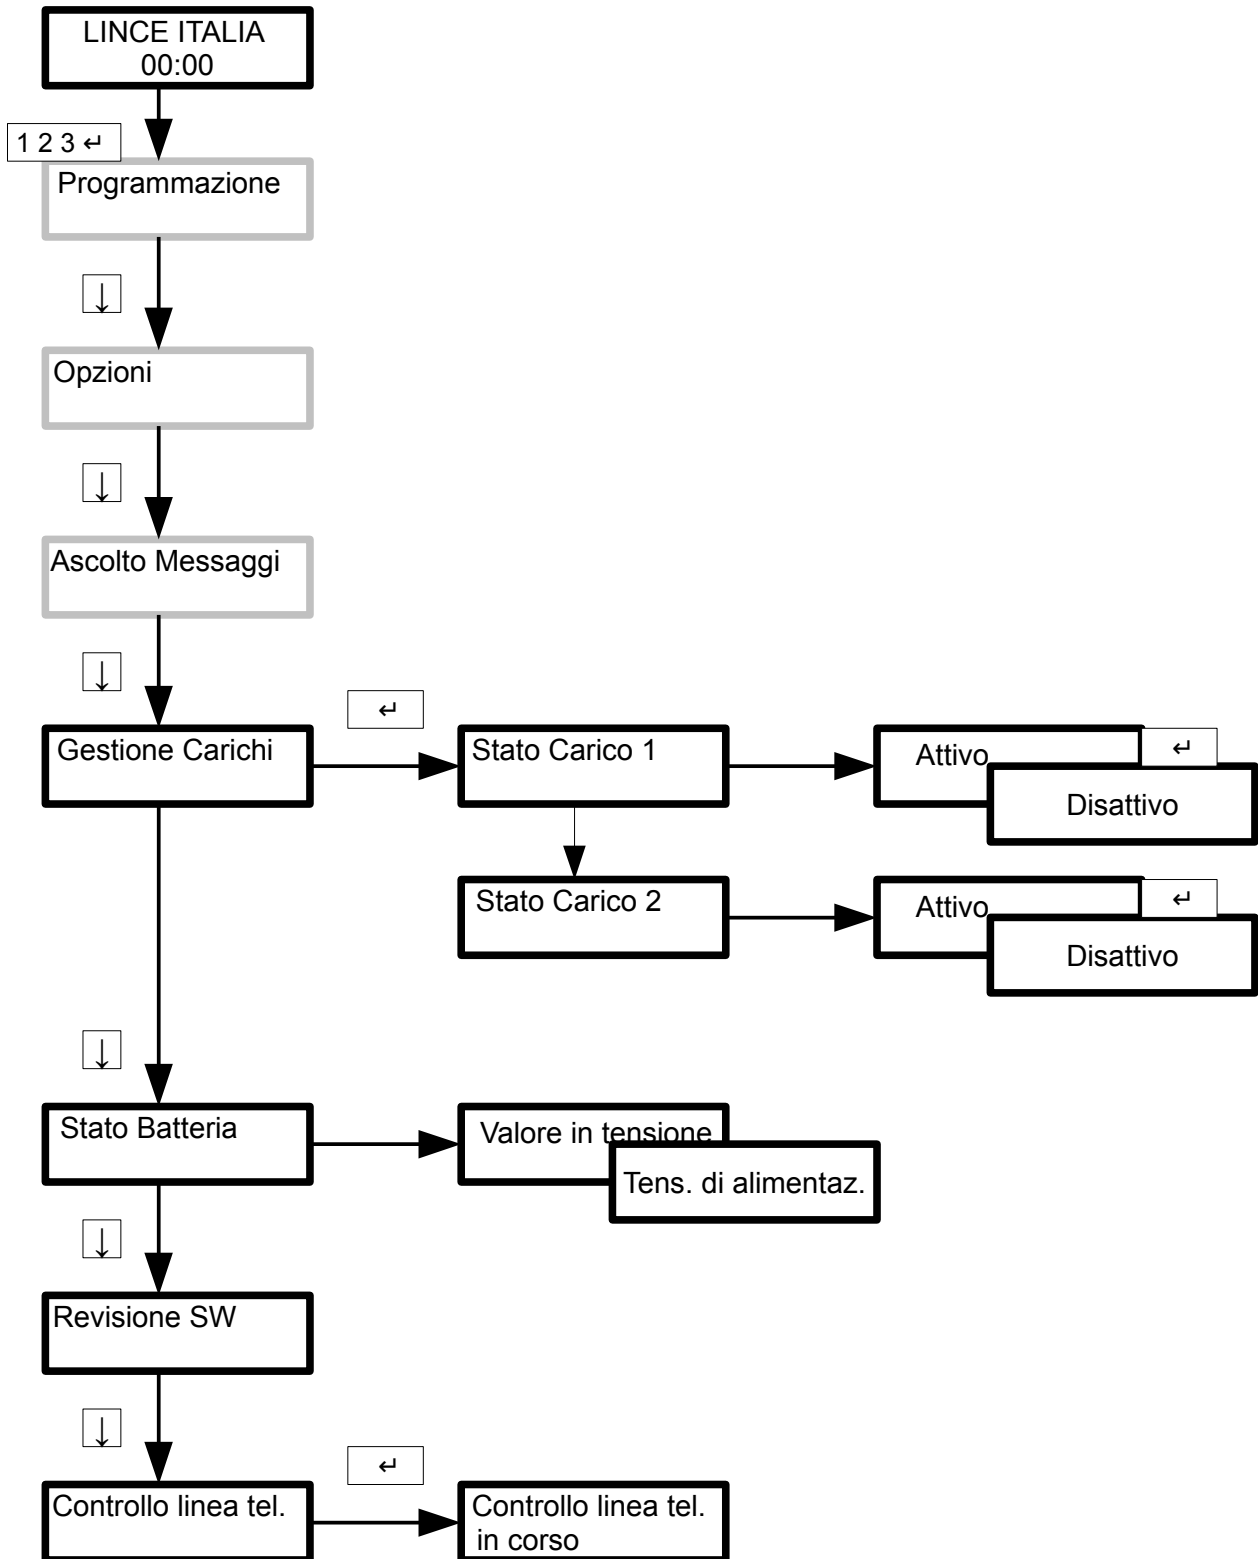 LINCE ITALIA
00:00
1 2 3 ↵
Programmazione
↓
Opzioni
↓
Ascolto Messaggi
↓
↵
Gestione Carichi
Stato Carico 1
Attivo
↵
Disattivo
Stato Carico 2
Attivo
↵
Disattivo
↓
Stato Batteria
Valore in tensione
Tens. di alimentaz.
↓
Revisione SW
↓
↵
Controllo linea tel.
Controllo linea tel.
in corso